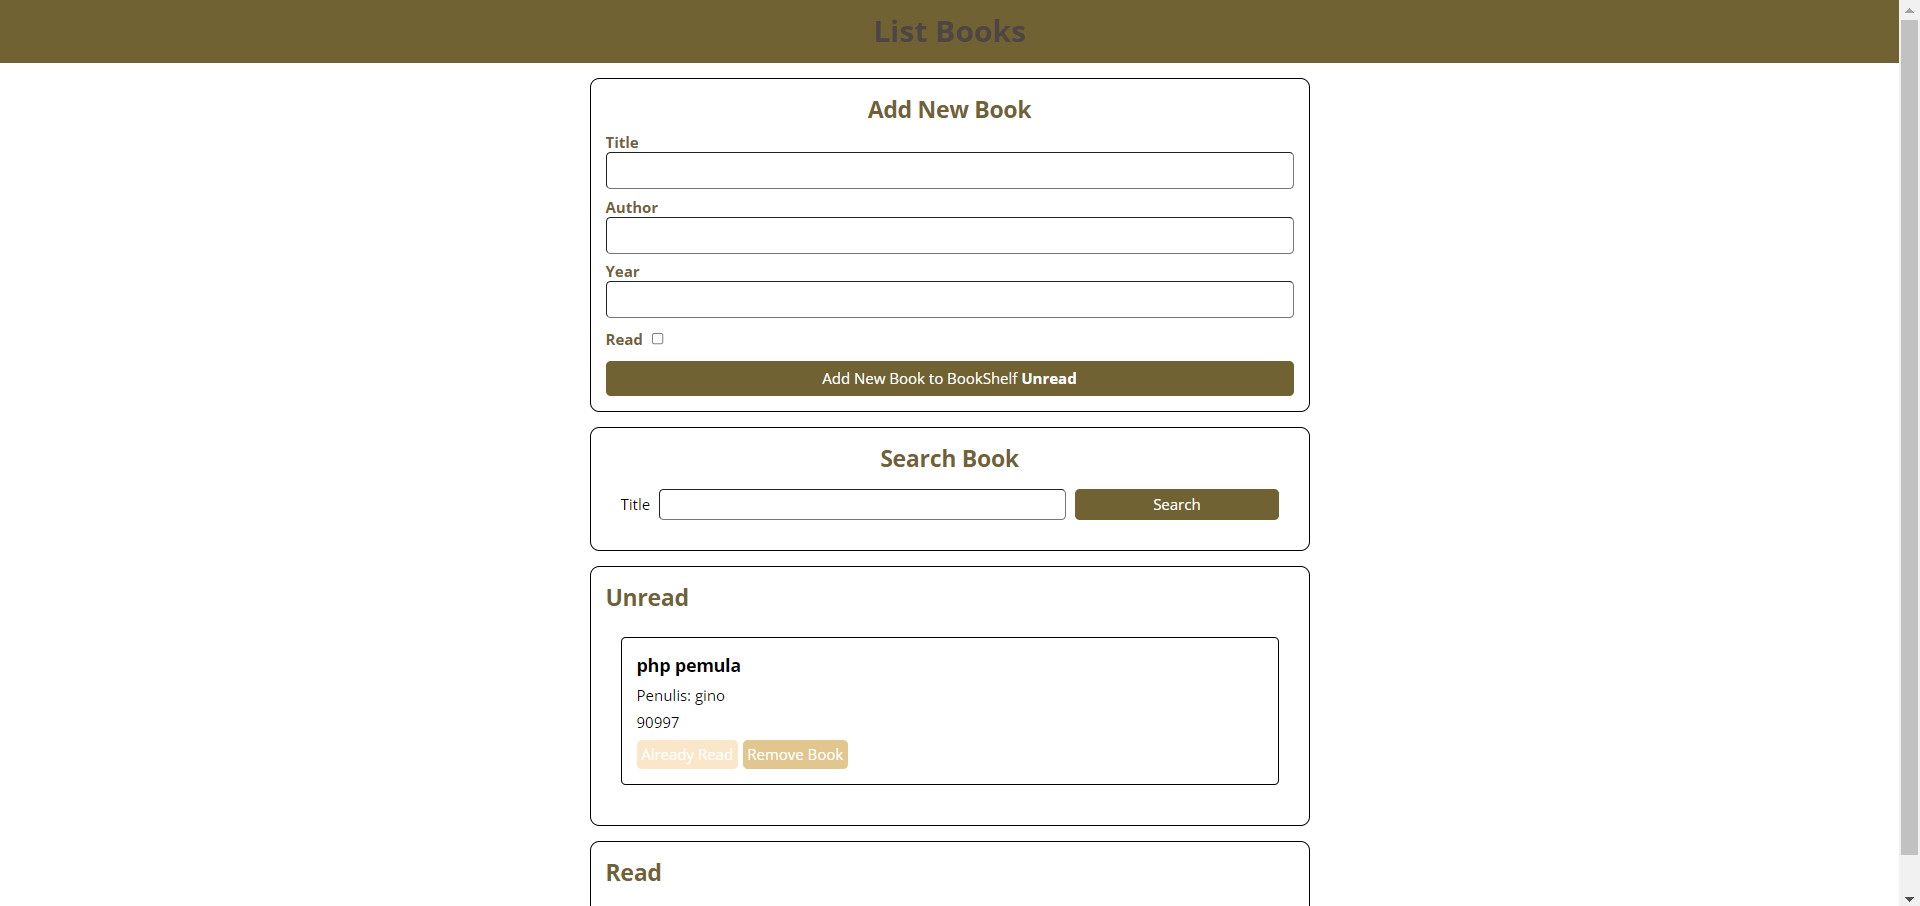 List Books
Add New Book
Title
Author
Year
Read
Add New Book to BookShelf Unread
Search Book
Title Search
Unread
php pemula
Penulis: gino
90997
Already Read Remove Book
Read